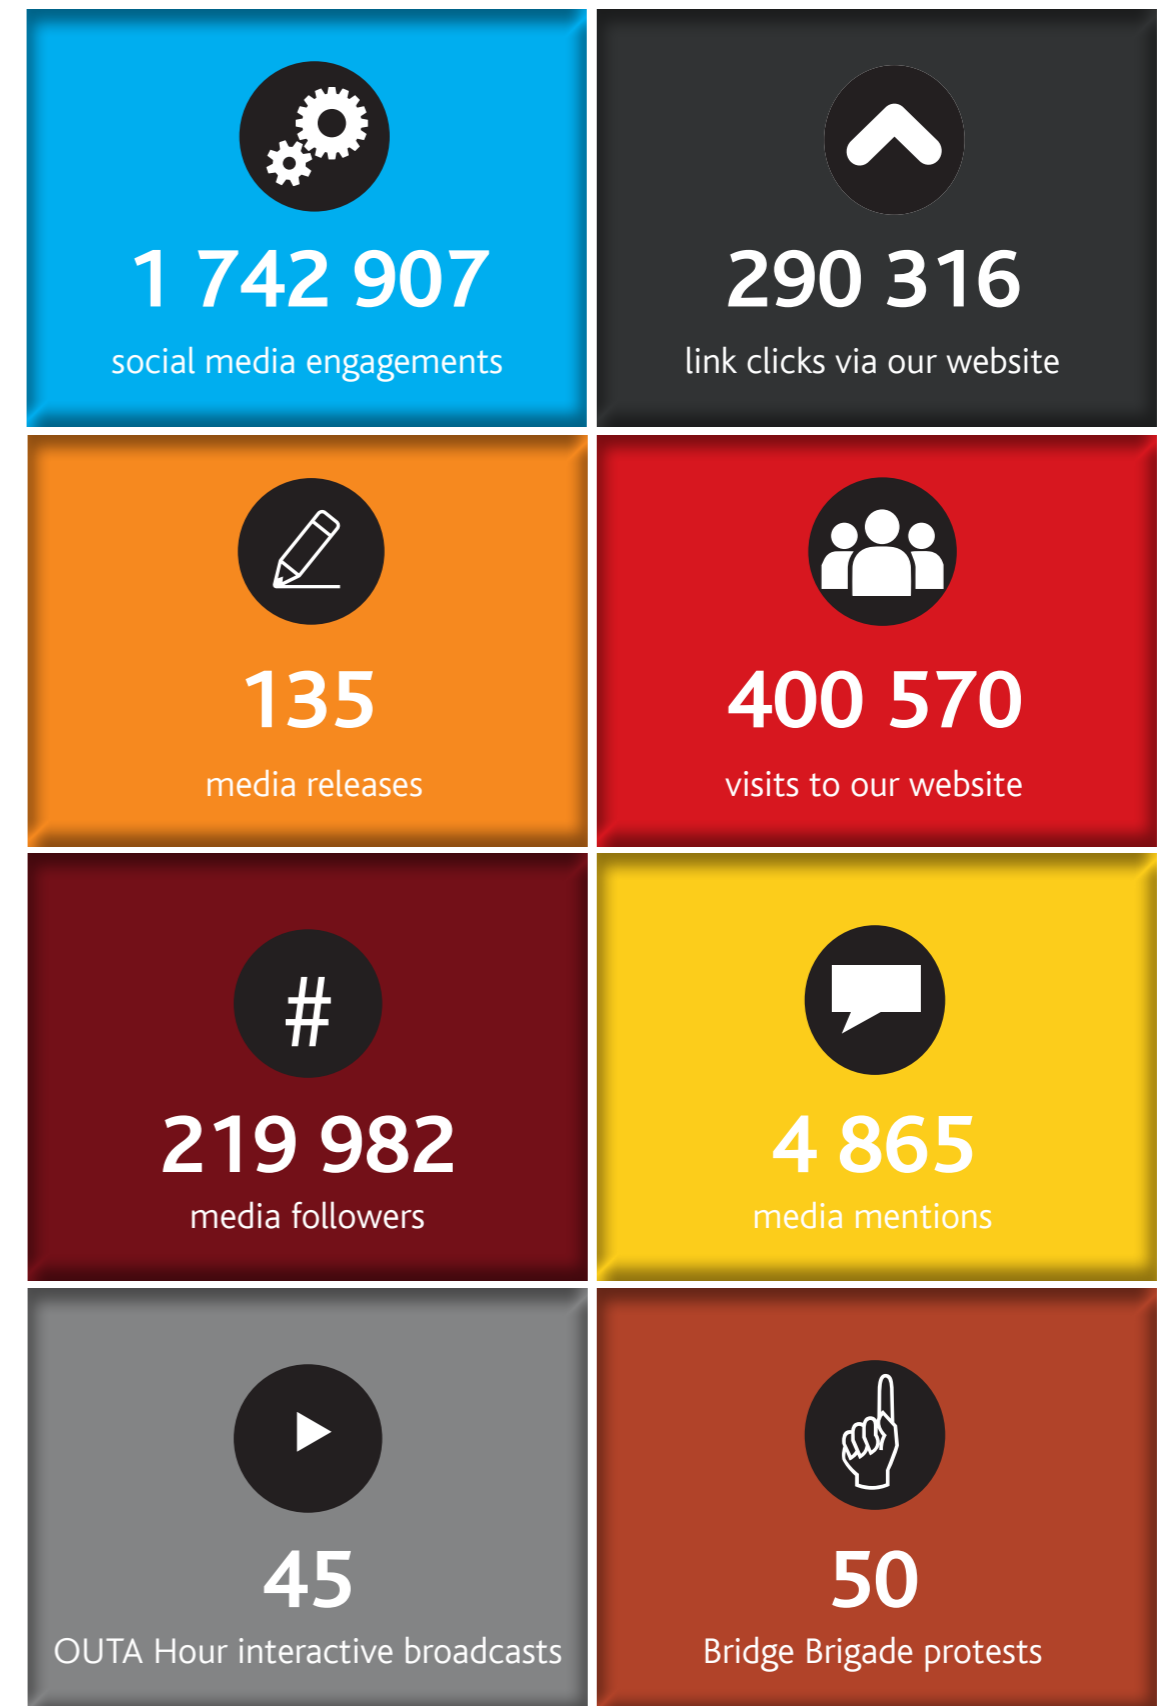 1 742 907
social media engagements
290 316
link clicks via our website
135
media releases
400 570
visits to our website
#
219 982
media followers
4 865
media mentions
45
OUTA Hour interactive broadcasts
50
Bridge Brigade protests